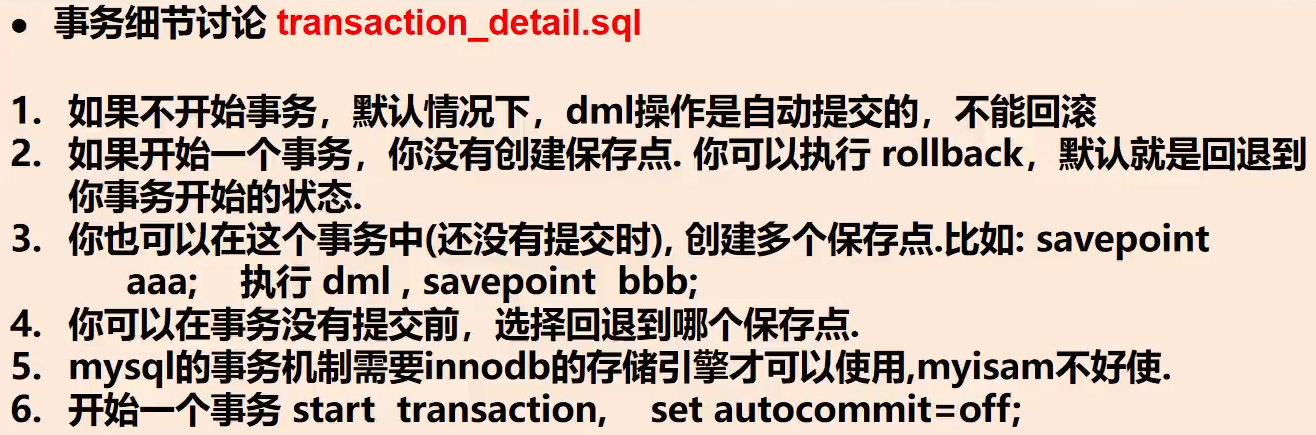 ● 事务细节讨论 transaction_detail.sql
1. 如果不开始事务，默认情况下，dml操作是自动提交的，不能回滚
2. 如果开始一个事务，你没有创建保存点. 你可以执行 rollback，默认就是回退到
你事务开始的状态.
3. 你也可以在这个事务中(还没有提交时), 创建多个保存点.比如: savepoint
aaa; 执行 dml , savepoint bbb;
4. 你可以在事务没有提交前，选择回退到哪个保存点.
5. mysql的事务机制需要innodb的存储引擎才可以使用,myisam不好使.
6. 开始一个事务 start transaction, set autocommit=off;